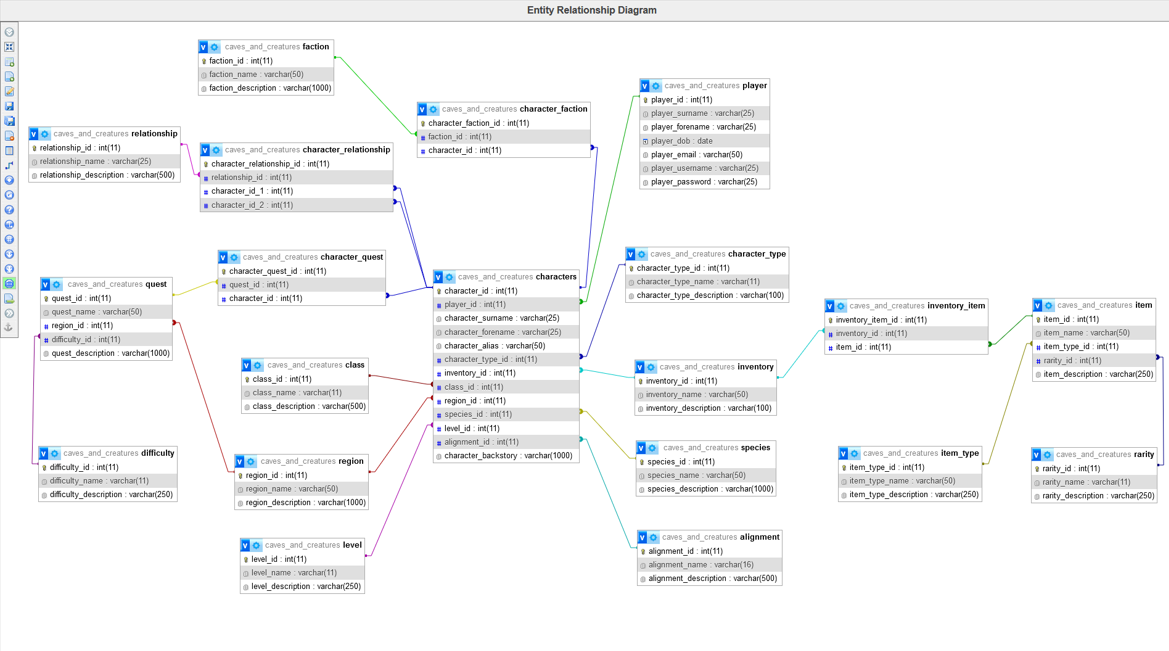 Entity Relationship Diagram
caves_and_creatures faction
faction_id : int(11)
faction_name : varchar(50)
faction_description : varchar(1000)
caves_and_creatures player
player_id : int(11)
player_surname : varchar(25)
player_forename : varchar(25)
player_dob : date
player_email : varchar(50)
player_username : varchar(25)
player_password : varchar(25)
caves_and_creatures character_faction
character_faction_id : int(11)
faction_id : int(11)
character_id : int(11)
caves_and_creatures relationship
relationship_id : int(11)
relationship_name : varchar(25)
relationship_description : varchar(500)
caves_and_creatures character_relationship
character_relationship_id : int(11)
relationship_id : int(11)
character_id_1 : int(11)
character_id_2 : int(11)
caves_and_creatures character_quest
character_quest_id : int(11)
quest_id : int(11)
character_id : int(11)
caves_and_creatures character_type
character_type_id : int(11)
character_type_name : varchar(11)
character_type_description : varchar(100)
caves_and_creatures quest
quest_id : int(11)
quest_name : varchar(50)
region_id : int(11)
difficulty_id : int(11)
quest_description : varchar(1000)
caves_and_creatures characters
character_id : int(11)
player_id : int(11)
character_surname : varchar(25)
character_forename : varchar(25)
character_alias : varchar(50)
character_type_id : int(11)
inventory_id : int(11)
class_id : int(11)
region_id : int(11)
species_id : int(11)
level_id : int(11)
alignment_id : int(11)
character_backstory : varchar(1000)
caves_and_creatures inventory_item
inventory_item_id : int(11)
inventory_id : int(11)
item_id : int(11)
caves_and_creatures item
item_id : int(11)
item_name : varchar(50)
item_type_id : int(11)
rarity_id : int(11)
item_description : varchar(250)
caves_and_creatures class
class_id : int(11)
class_name : varchar(11)
class_description : varchar(500)
caves_and_creatures inventory
inventory_id : int(11)
inventory_name : varchar(50)
inventory_description : varchar(100)
caves_and_creatures difficulty
difficulty_id : int(11)
difficulty_name : varchar(11)
difficulty_description : varchar(250)
caves_and_creatures region
region_id : int(11)
region_name : varchar(50)
region_description : varchar(1000)
caves_and_creatures species
species_id : int(11)
species_name : varchar(50)
species_description : varchar(1000)
caves_and_creatures item_type
item_type_id : int(11)
item_type_name : varchar(50)
item_type_description : varchar(250)
caves_and_creatures rarity
rarity_id : int(11)
rarity_name : varchar(11)
rarity_description : varchar(250)
caves_and_creatures level
level_id : int(11)
level_name : varchar(11)
level_description : varchar(250)
caves_and_creatures alignment
alignment_id : int(11)
alignment_name : varchar(16)
alignment_description : varchar(500)